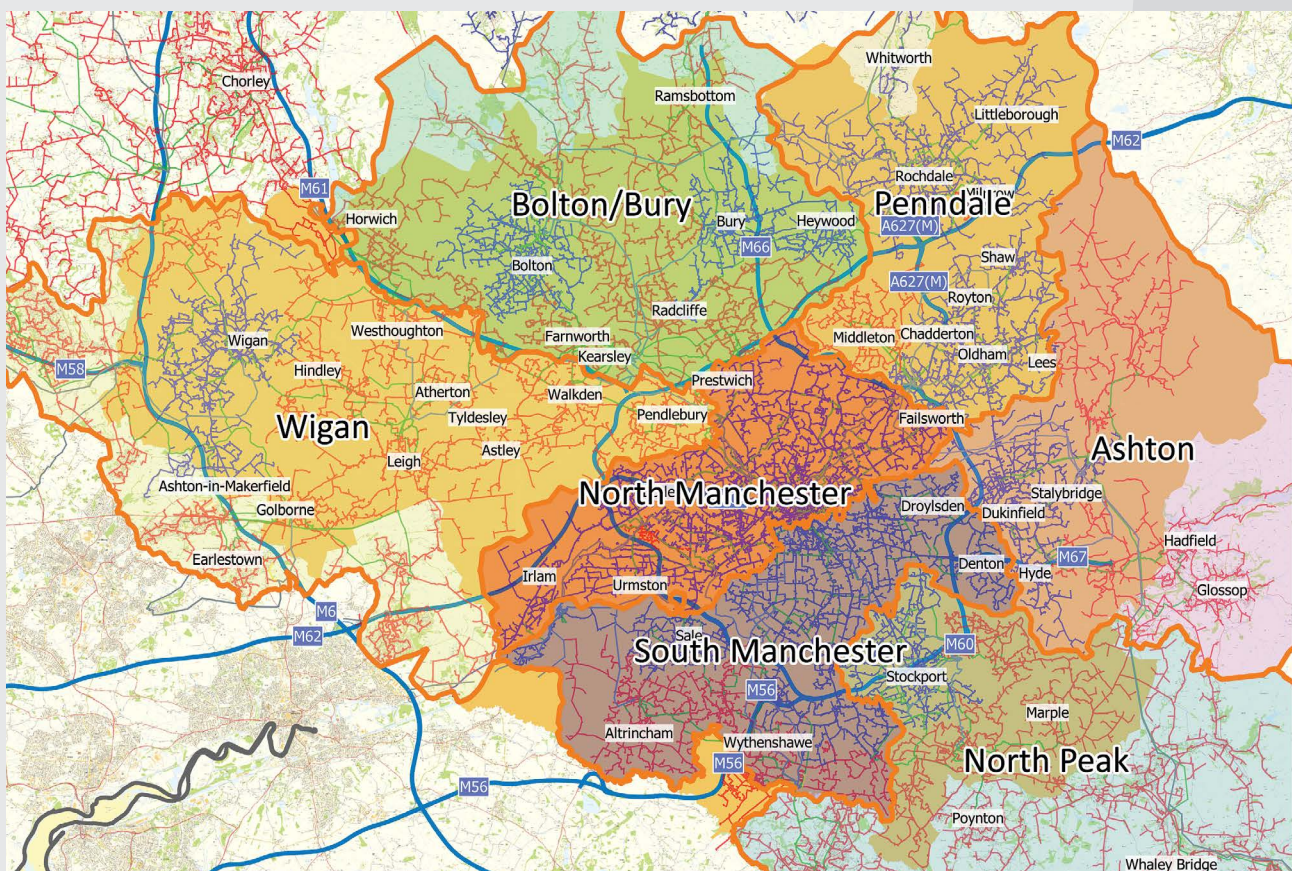 Whitworth
Chorley
Ramsbottom
Littleborough
M62
Rochdale
M61
Bolton/Bury
Penndale
Horwich
Bury
Heywood
A627(M)
M66
Shaw
Bolton
A627(M)
Royton
Radcliffe
Westhoughton
Farnworth
Middleton
Chadderton
Wigan
Kearsley
Oldham
Lees
M58
Hindley
Prestwich
Atherton
Walkden
Pendlebury
Tyldesley
Failsworth
Wigan
Astley
Ashton
Leigh
Ashton-in-Makerfield
North Manchester
Stalybridge
Golborne
Droylsden
Dukinfield
Hadfield
Earlestown
Denton
M67
Irlam
Urmston
Hyde
Glossop
M6
M62
Sale
South Manchester
M60
Stockport
M56
Marple
Altrincham
Wythenshawe
M56
North Peak
M56
Poynton
Whaley Bridge